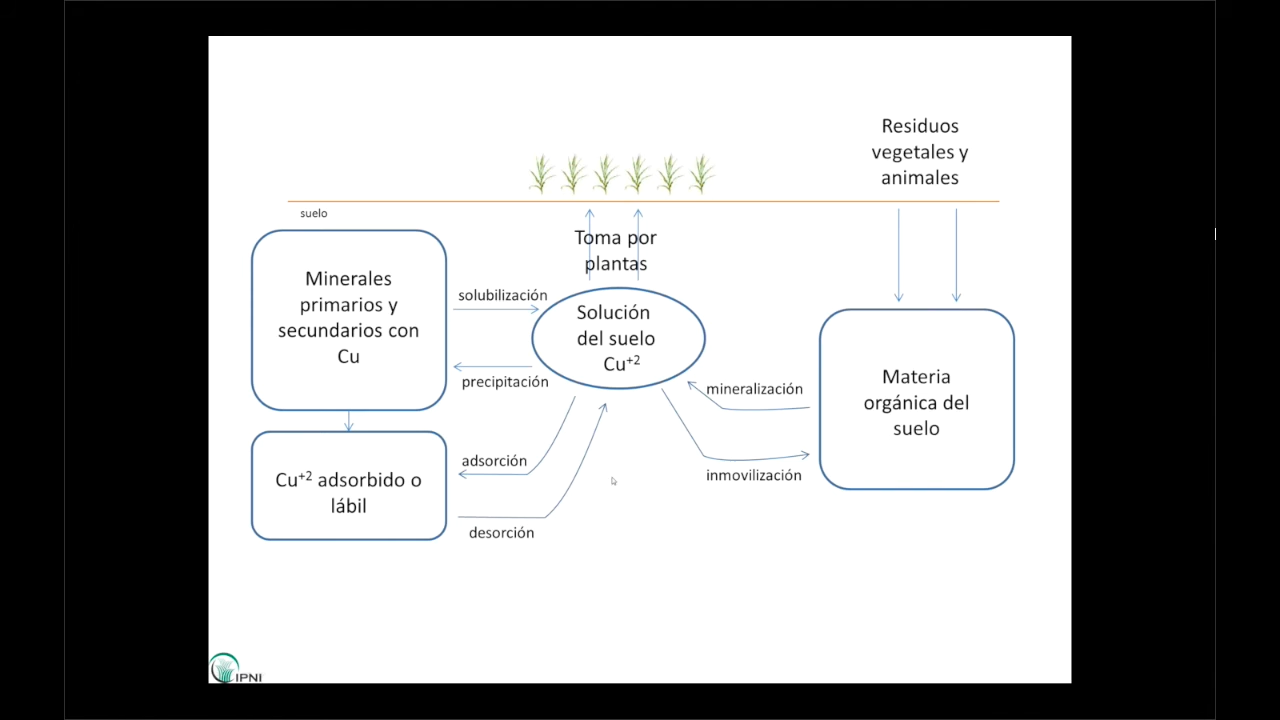 Residuos
vegetales y
animales
suelo
Toma por
plantas
Minerales
primarios y
secundarios con
Cu
solubilización
Solución
del suelo
Cu⁺²
precipitación
mineralización
Materia
orgánica del
suelo
adsorción
inmovilización
Cu⁺² adsorbido o
lábil
desorción
IPNI